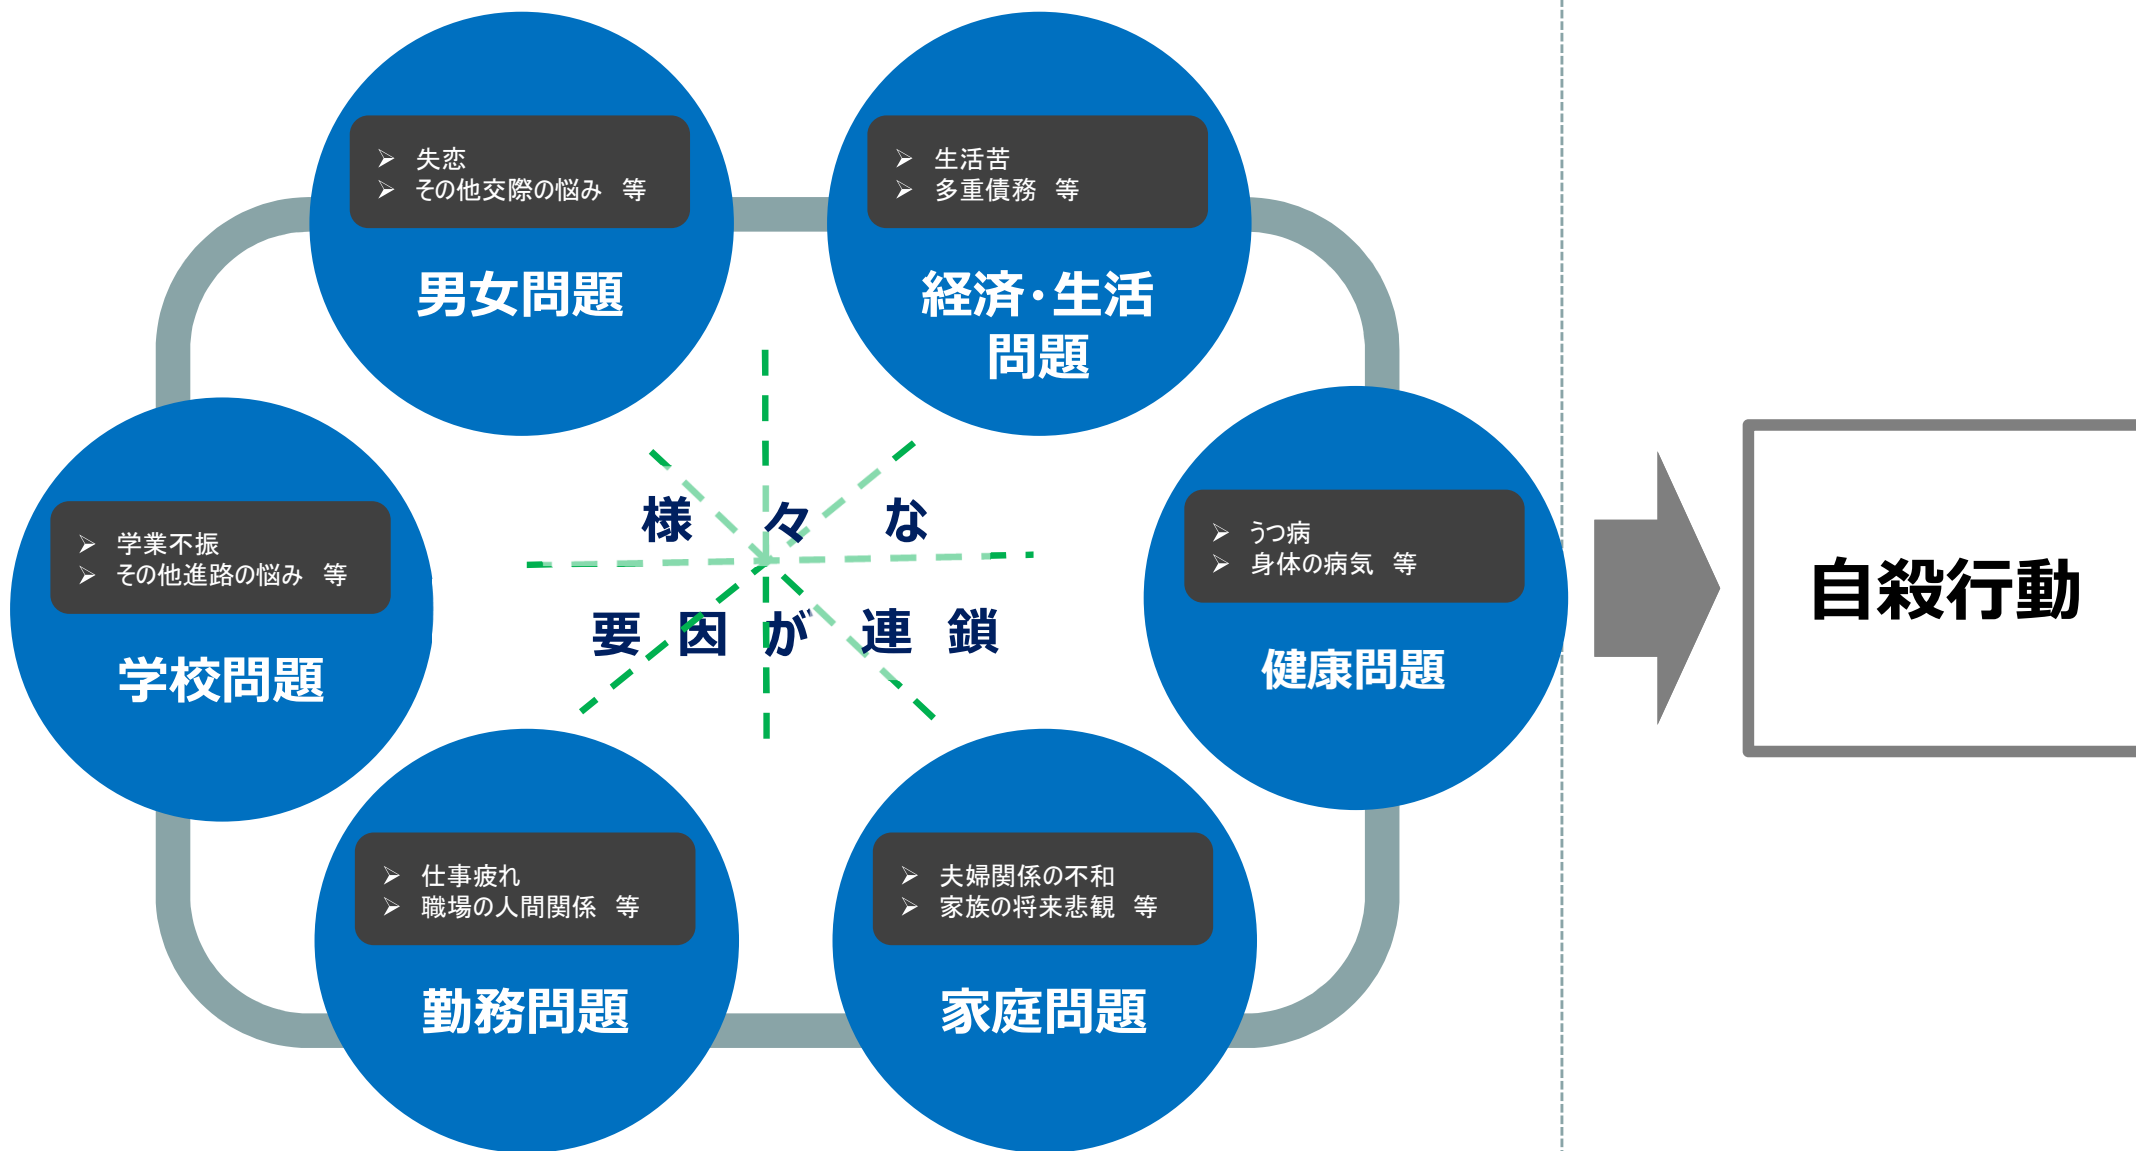 ➢ 失恋
➢ その他交際の悩み　等
男女問題
➢ 生活苦
➢ 多重債務　等
経済･生活
問題
➢ 学業不振
➢ その他進路の悩み　等
学校問題
様々な
要因が連鎖
➢ うつ病
➢ 身体の病気　等
健康問題
➢ 仕事疲れ
➢ 職場の人間関係　等
勤務問題
➢ 夫婦関係の不和
➢ 家族の将来悲観　等
家庭問題
自殺行動